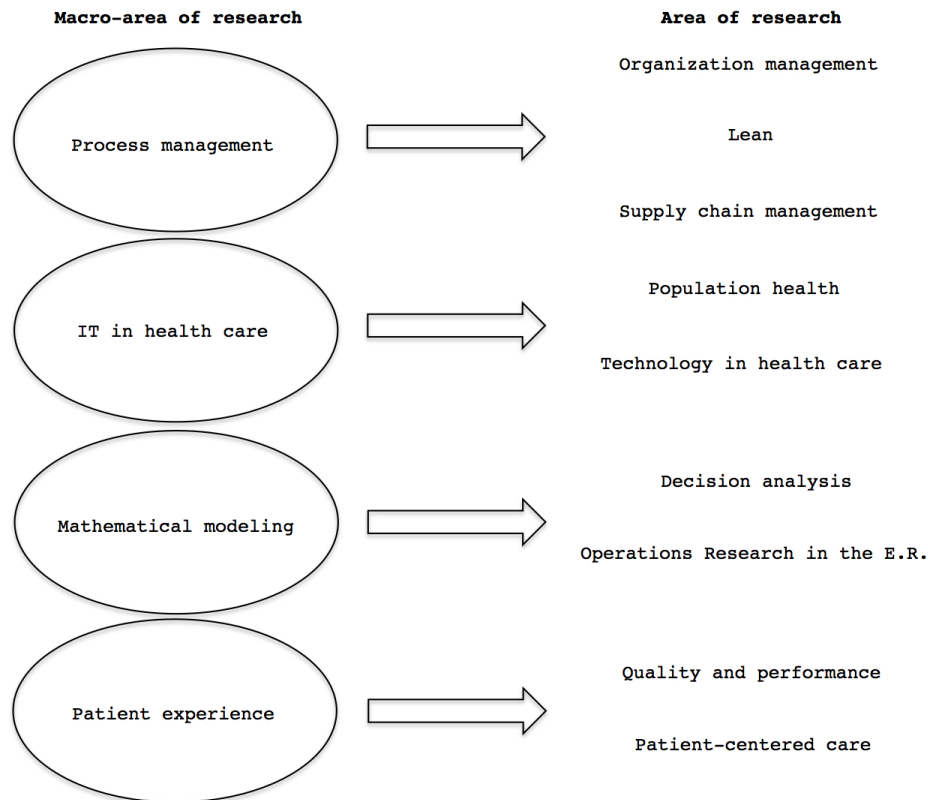 Macro-area of research
Area of research
Organization management
Process management
Lean
Supply chain management
Population health
IT in health care
Technology in health care
Decision analysis
Mathematical modeling
Operations Research in the E.R.
Quality and performance
Patient experience
Patient-centered care